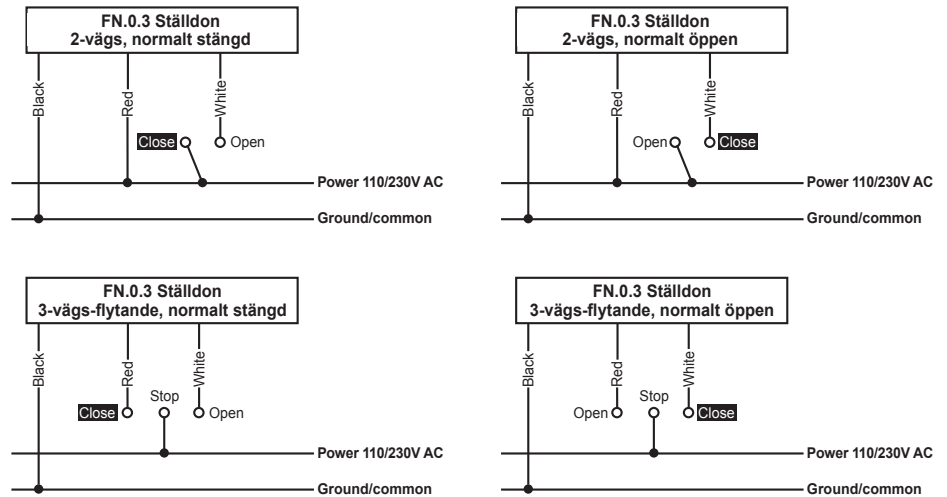 FN.0.3 Ställdon
2-vägs, normalt stängd
Black
Red
White
Close
Open
Power 110/230V AC
Ground/common
FN.0.3 Ställdon
2-vägs, normalt öppen
Black
Red
White
Open
Close
Power 110/230V AC
Ground/common
FN.0.3 Ställdon
3-vägs-flytande, normalt stängd
Black
Red
White
Stop
Close
Open
Power 110/230V AC
Ground/common
FN.0.3 Ställdon
3-vägs-flytande, normalt öppen
Black
Red
White
Stop
Open
Close
Power 110/230V AC
Ground/common